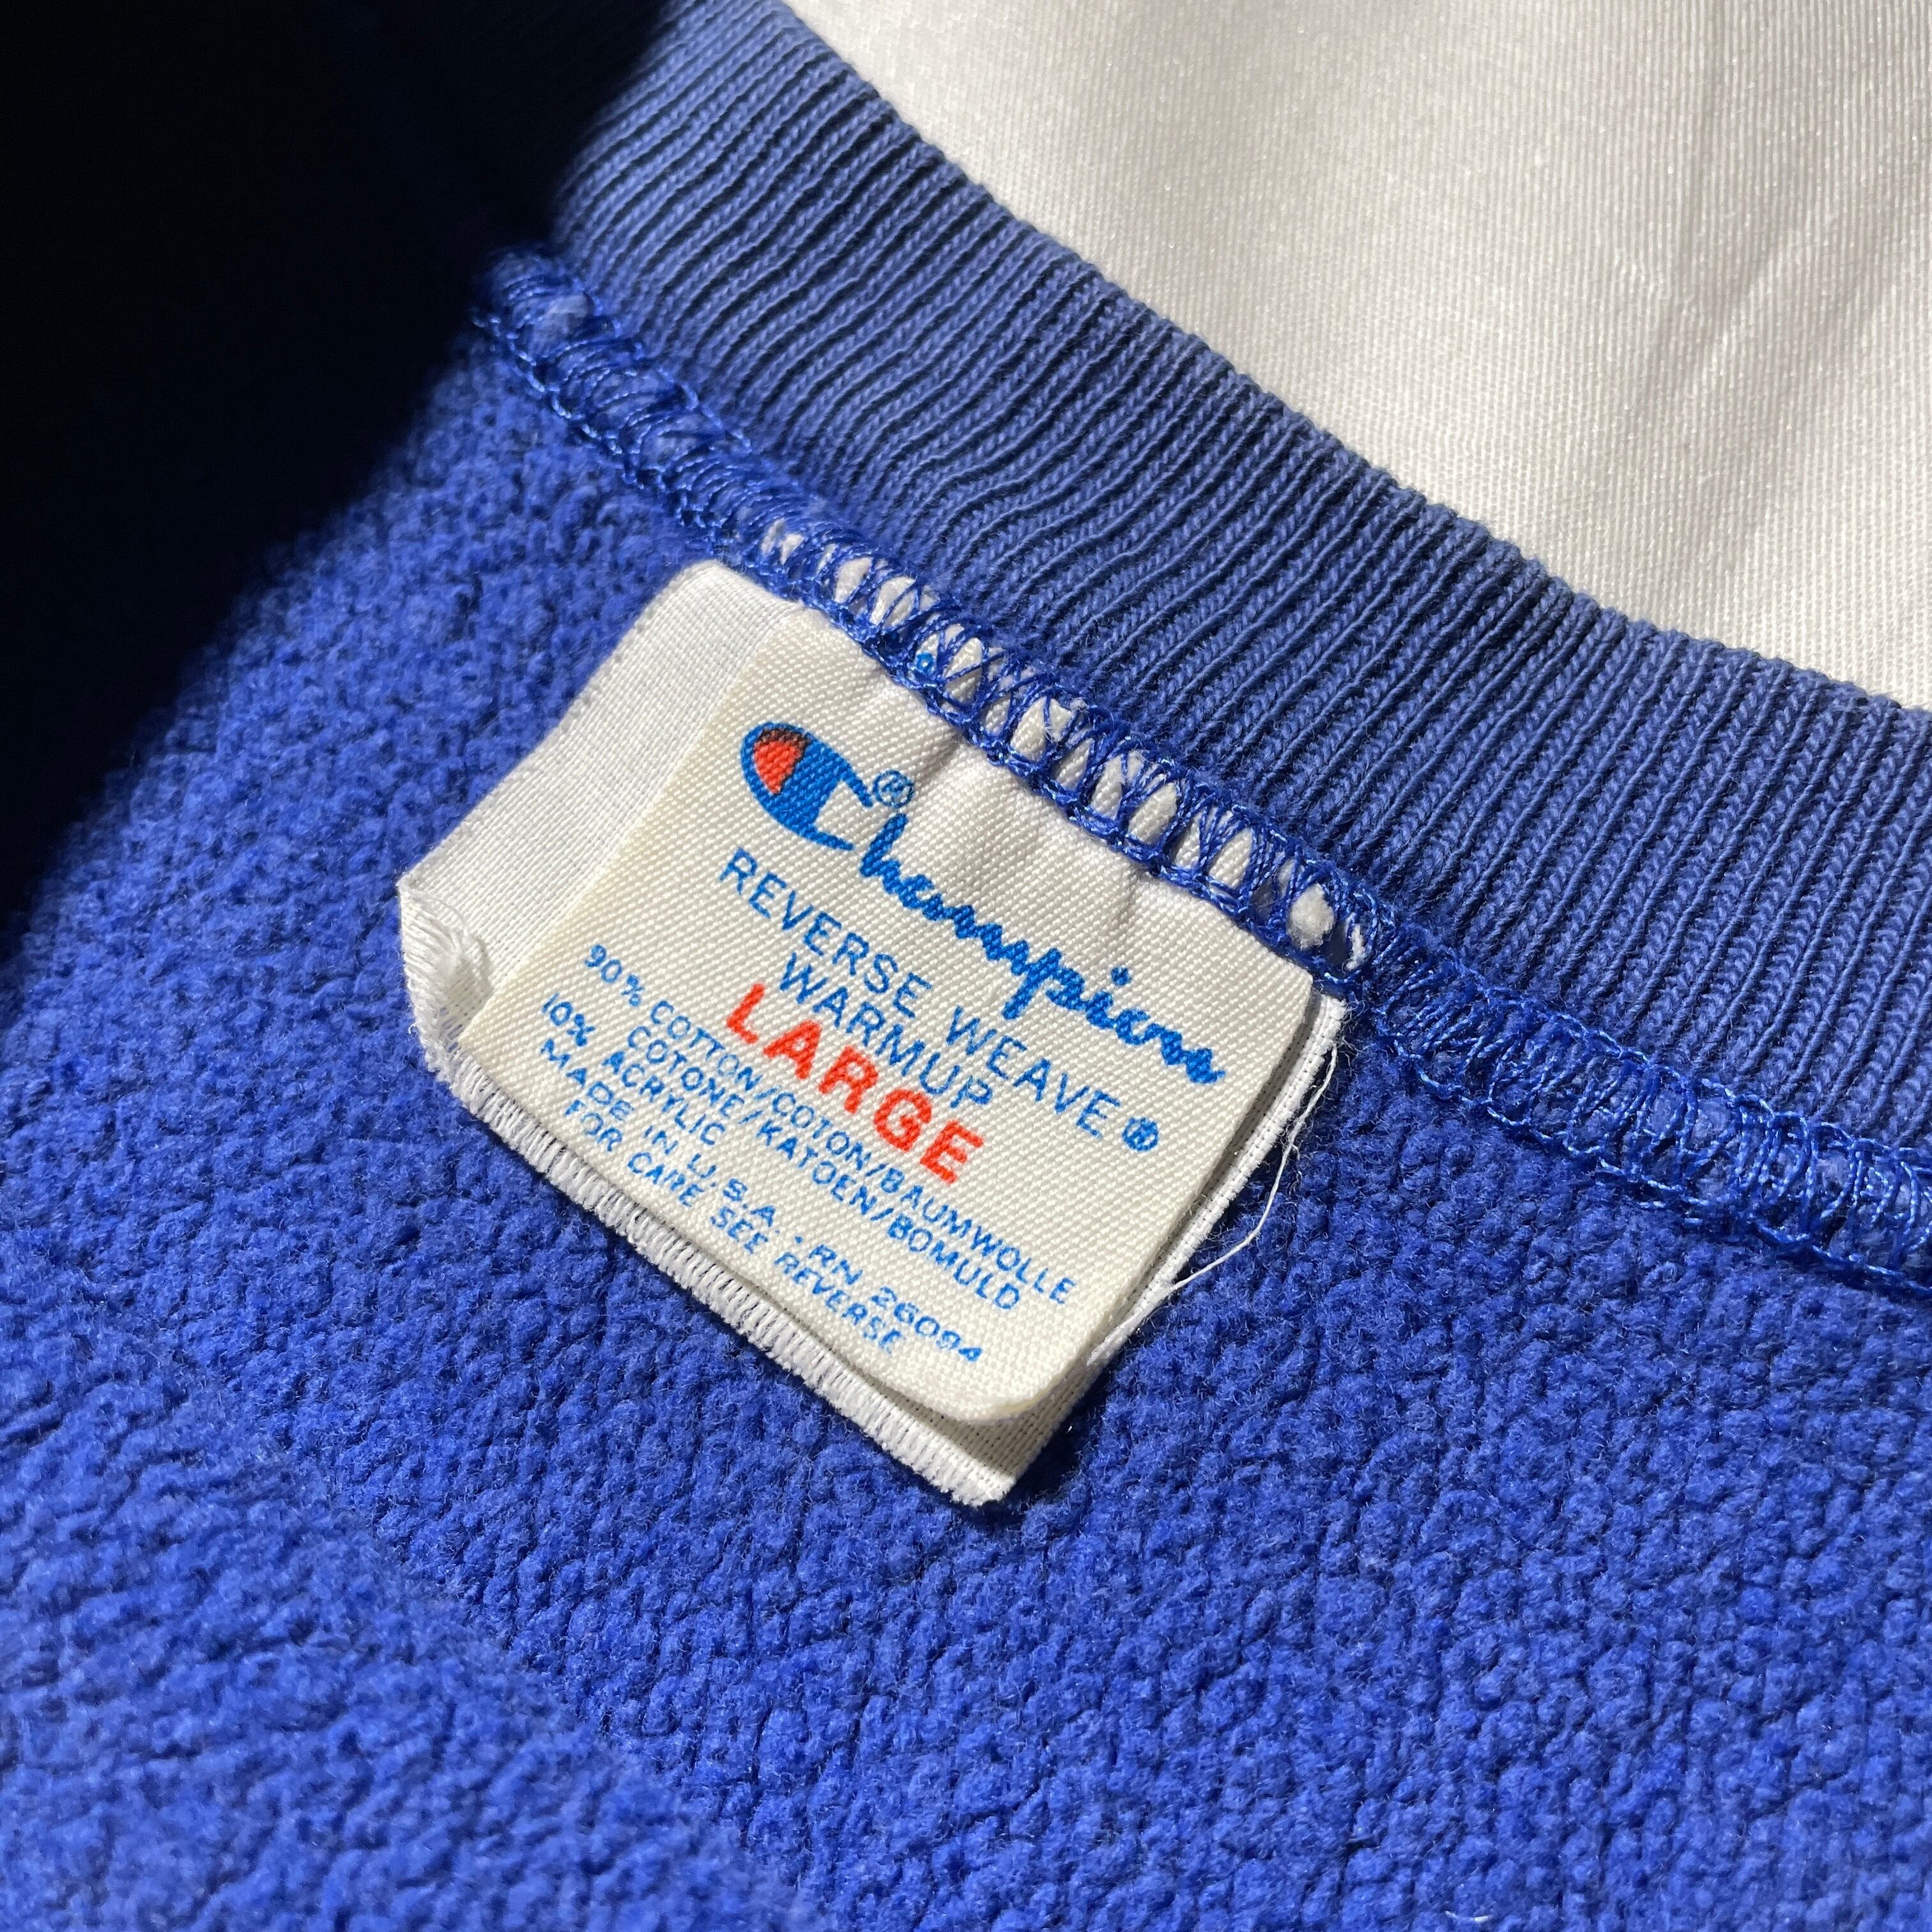 Champion®
REVERSE WEAVE®
WARMUP
LARGE
90% COTTON/COTON/BAUMWOLLE
COTONE/KATOEN/BOMULD
10% ACRYLIC
MADE IN U.S.A. · RN 26094
FOR CARE SEE REVERSE